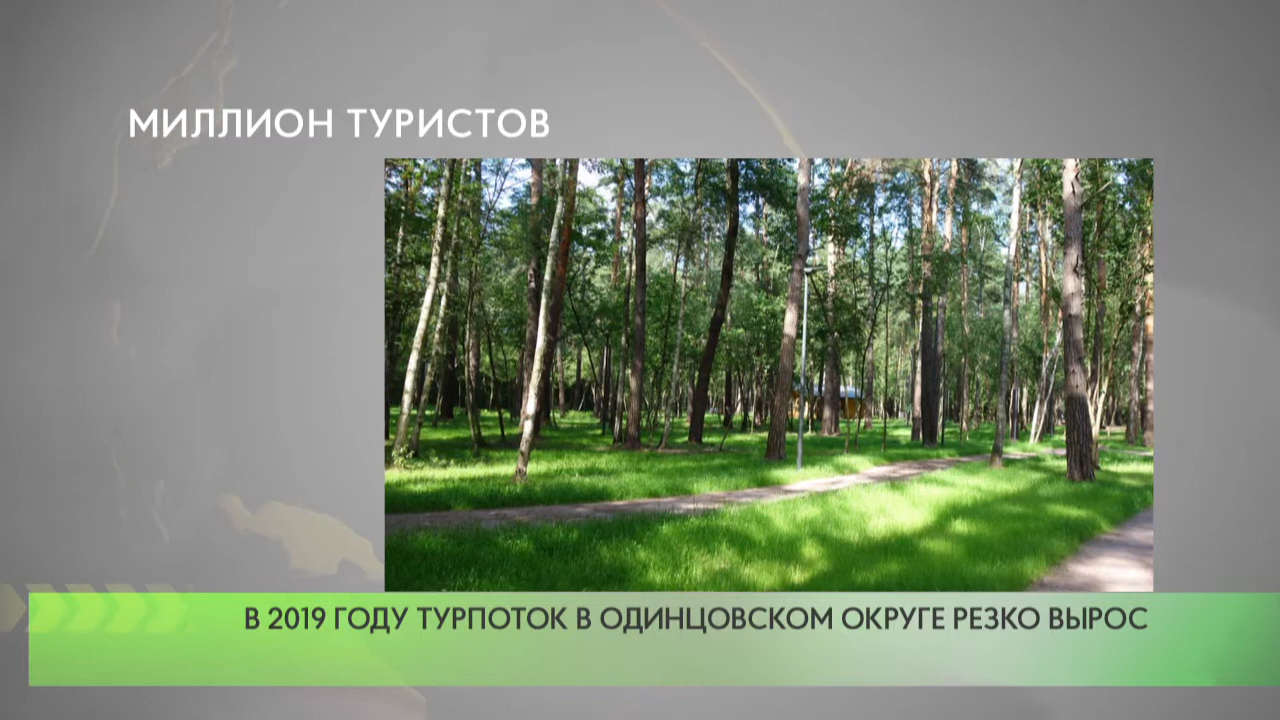 МИЛЛИОН ТУРИСТОВ
В 2019 ГОДУ ТУРПОТОК В ОДИНЦОВСКОМ ОКРУГЕ РЕЗКО ВЫРОС